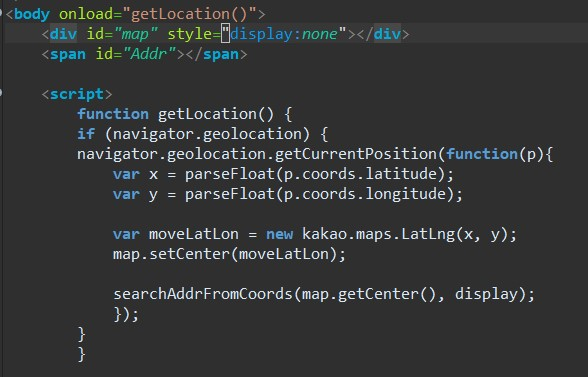 <body onload="getLocation()">
<div id="map" style="display:none"></div>
<span id="Addr"></span>
<script>
function getLocation() {
if (navigator.geolocation) {
navigator.geolocation.getCurrentPosition(function(p){
var x = parseFloat(p.coords.latitude);
var y = parseFloat(p.coords.longitude);
var moveLatLon = new kakao.maps.LatLng(x, y);
map.setCenter(moveLatLon);
searchAddrFromCoords(map.getCenter(), display);
});
}
}